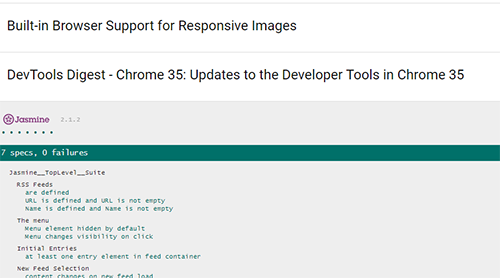 Built-in Browser Support for Responsive Images
DevTools Digest - Chrome 35: Updates to the Developer Tools in Chrome 35
Jasmine 2.1.2
7 specs, 0 failures
Jasmine__TopLevel__Suite
RSS Feeds
are defined
URL is defined and URL is not empty
Name is defined and Name is not empty
The menu
Menu element hidden by default
Menu changes visibility on click
Initial Entries
at least one entry element in feed container
New Feed Selection
content changes on new feed load